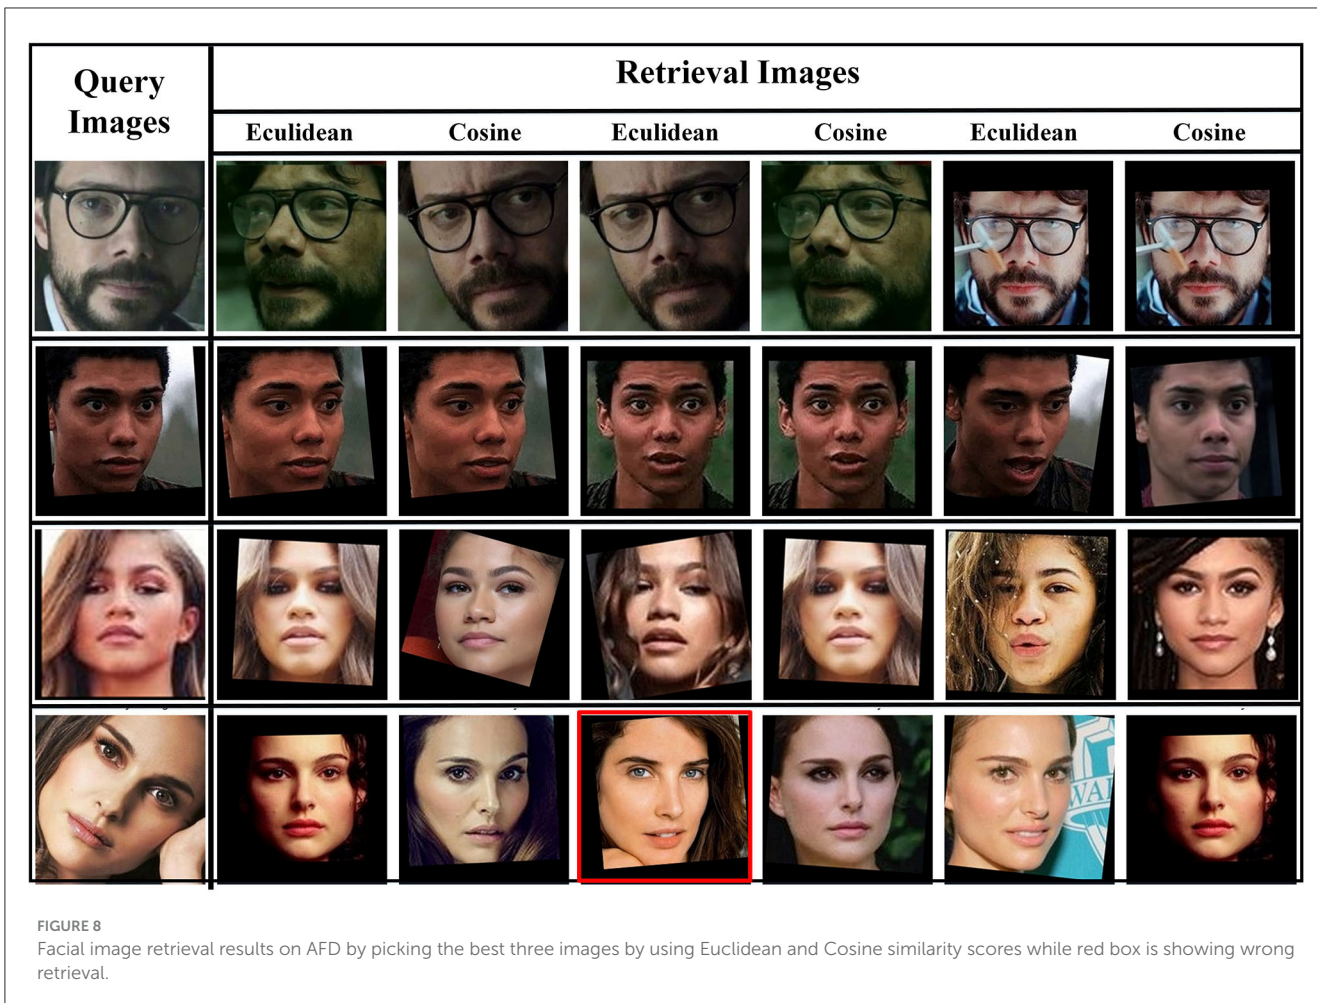 Query
Images
Retrieval Images
Eculidean Cosine Eculidean Cosine Eculidean Cosine
WAI
FIGURE 8
Facial image retrieval results on AFD by picking the best three images by using Euclidean and Cosine similarity scores while red box is showing wrong
retrieval.